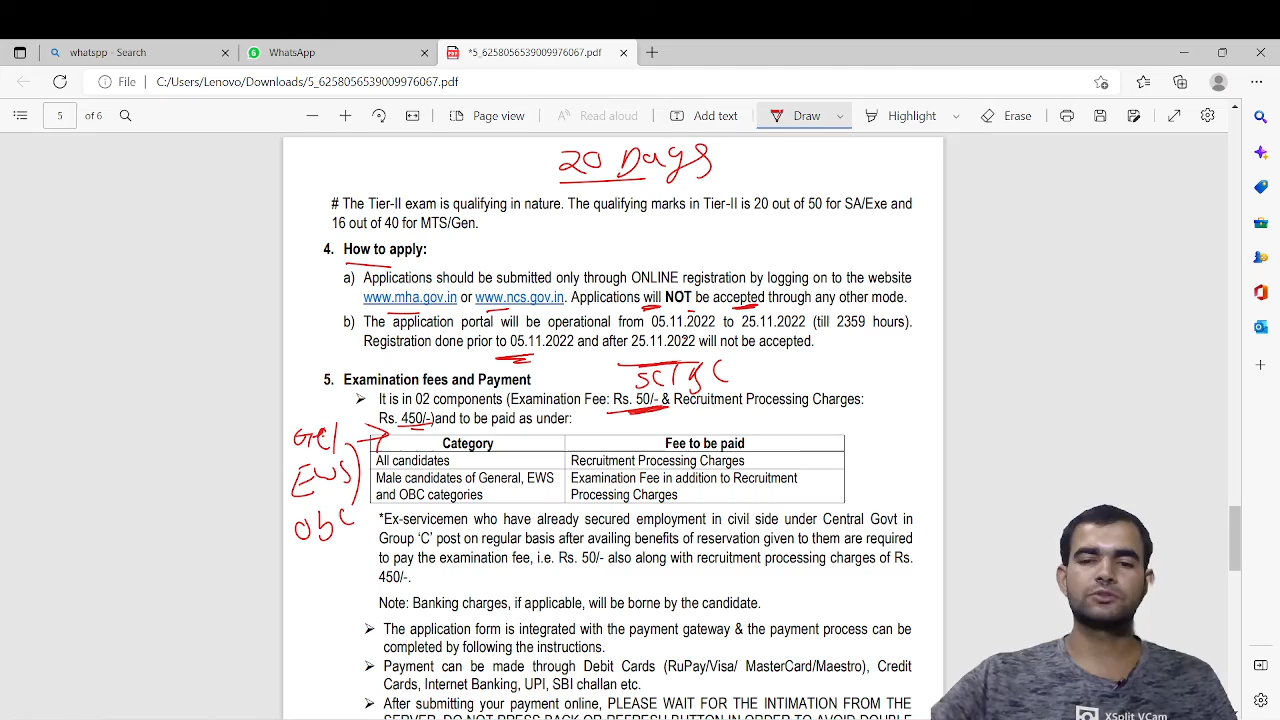 whatspp - Search
WhatsApp
*5_6258056539009976067.pdf
File
C:/Users/Lenovo/Downloads/5_6258056539009976067.pdf
5 of 6
Page view
Read aloud
Add text
Draw
Highlight
Erase
20 Days
# The Tier-II exam is qualifying in nature. The qualifying marks in Tier-II is 20 out of 50 for SA/Exe and
16 out of 40 for MTS/Gen.
4. How to apply:
a) Applications should be submitted only through ONLINE registration by logging on to the website
www.mha.gov.in or www.ncs.gov.in. Applications will NOT be accepted through any other mode.
b) The application portal will be operational from 05.11.2022 to 25.11.2022 (till 2359 hours).
Registration done prior to 05.11.2022 and after 25.11.2022 will not be accepted.
5. Examination fees and Payment
It is in 02 components (Examination Fee: Rs. 50/- & Recruitment Processing Charges:
Rs. 450/-)and to be paid as under:
EWS
ObC
Category Fee to be paid
All candidates Recruitment Processing Charges
Male candidates of General, EWS Examination Fee in addition to Recruitment
and OBC categories Processing Charges
*Ex-servicemen who have already secured employment in civil side under Central Govt in
Group ‘C’ post on regular basis after availing benefits of reservation given to them are required
to pay the examination fee, i.e. Rs. 50/- also along with recruitment processing charges of Rs.
450/-.
Note: Banking charges, if applicable, will be borne by the candidate.
The application form is integrated with the payment gateway & the payment process can be
completed by following the instructions.
Payment can be made through Debit Cards (RuPay/Visa/ MasterCard/Maestro), Credit
Cards, Internet Banking, UPI, SBI challan etc.
After submitting your payment online, PLEASE WAIT FOR THE INTIMATION FROM THE
SERVER. DO NOT PRESS BACK OR REFRESH BUTTON IN ORDER TO AVOID DOUBLE
XSplit VCam